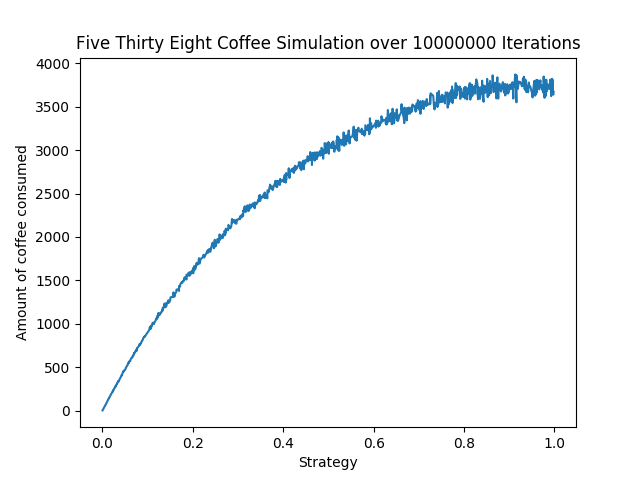 Five Thirty Eight Coffee Simulation over 10000000 Iterations
4000
3500
3000
2500
2000
1500
1000
500
0
Amount of coffee consumed
0.0 0.2 0.4 0.6 0.8 1.0
Strategy